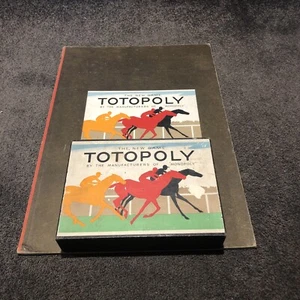 THE NEW GAME
TOTOPOLY
BY THE MANUFACTURERS OF MONOPOLY
THE NEW GAME
TOTOPOLY
BY THE MANUFACTURERS OF MONOPOLY